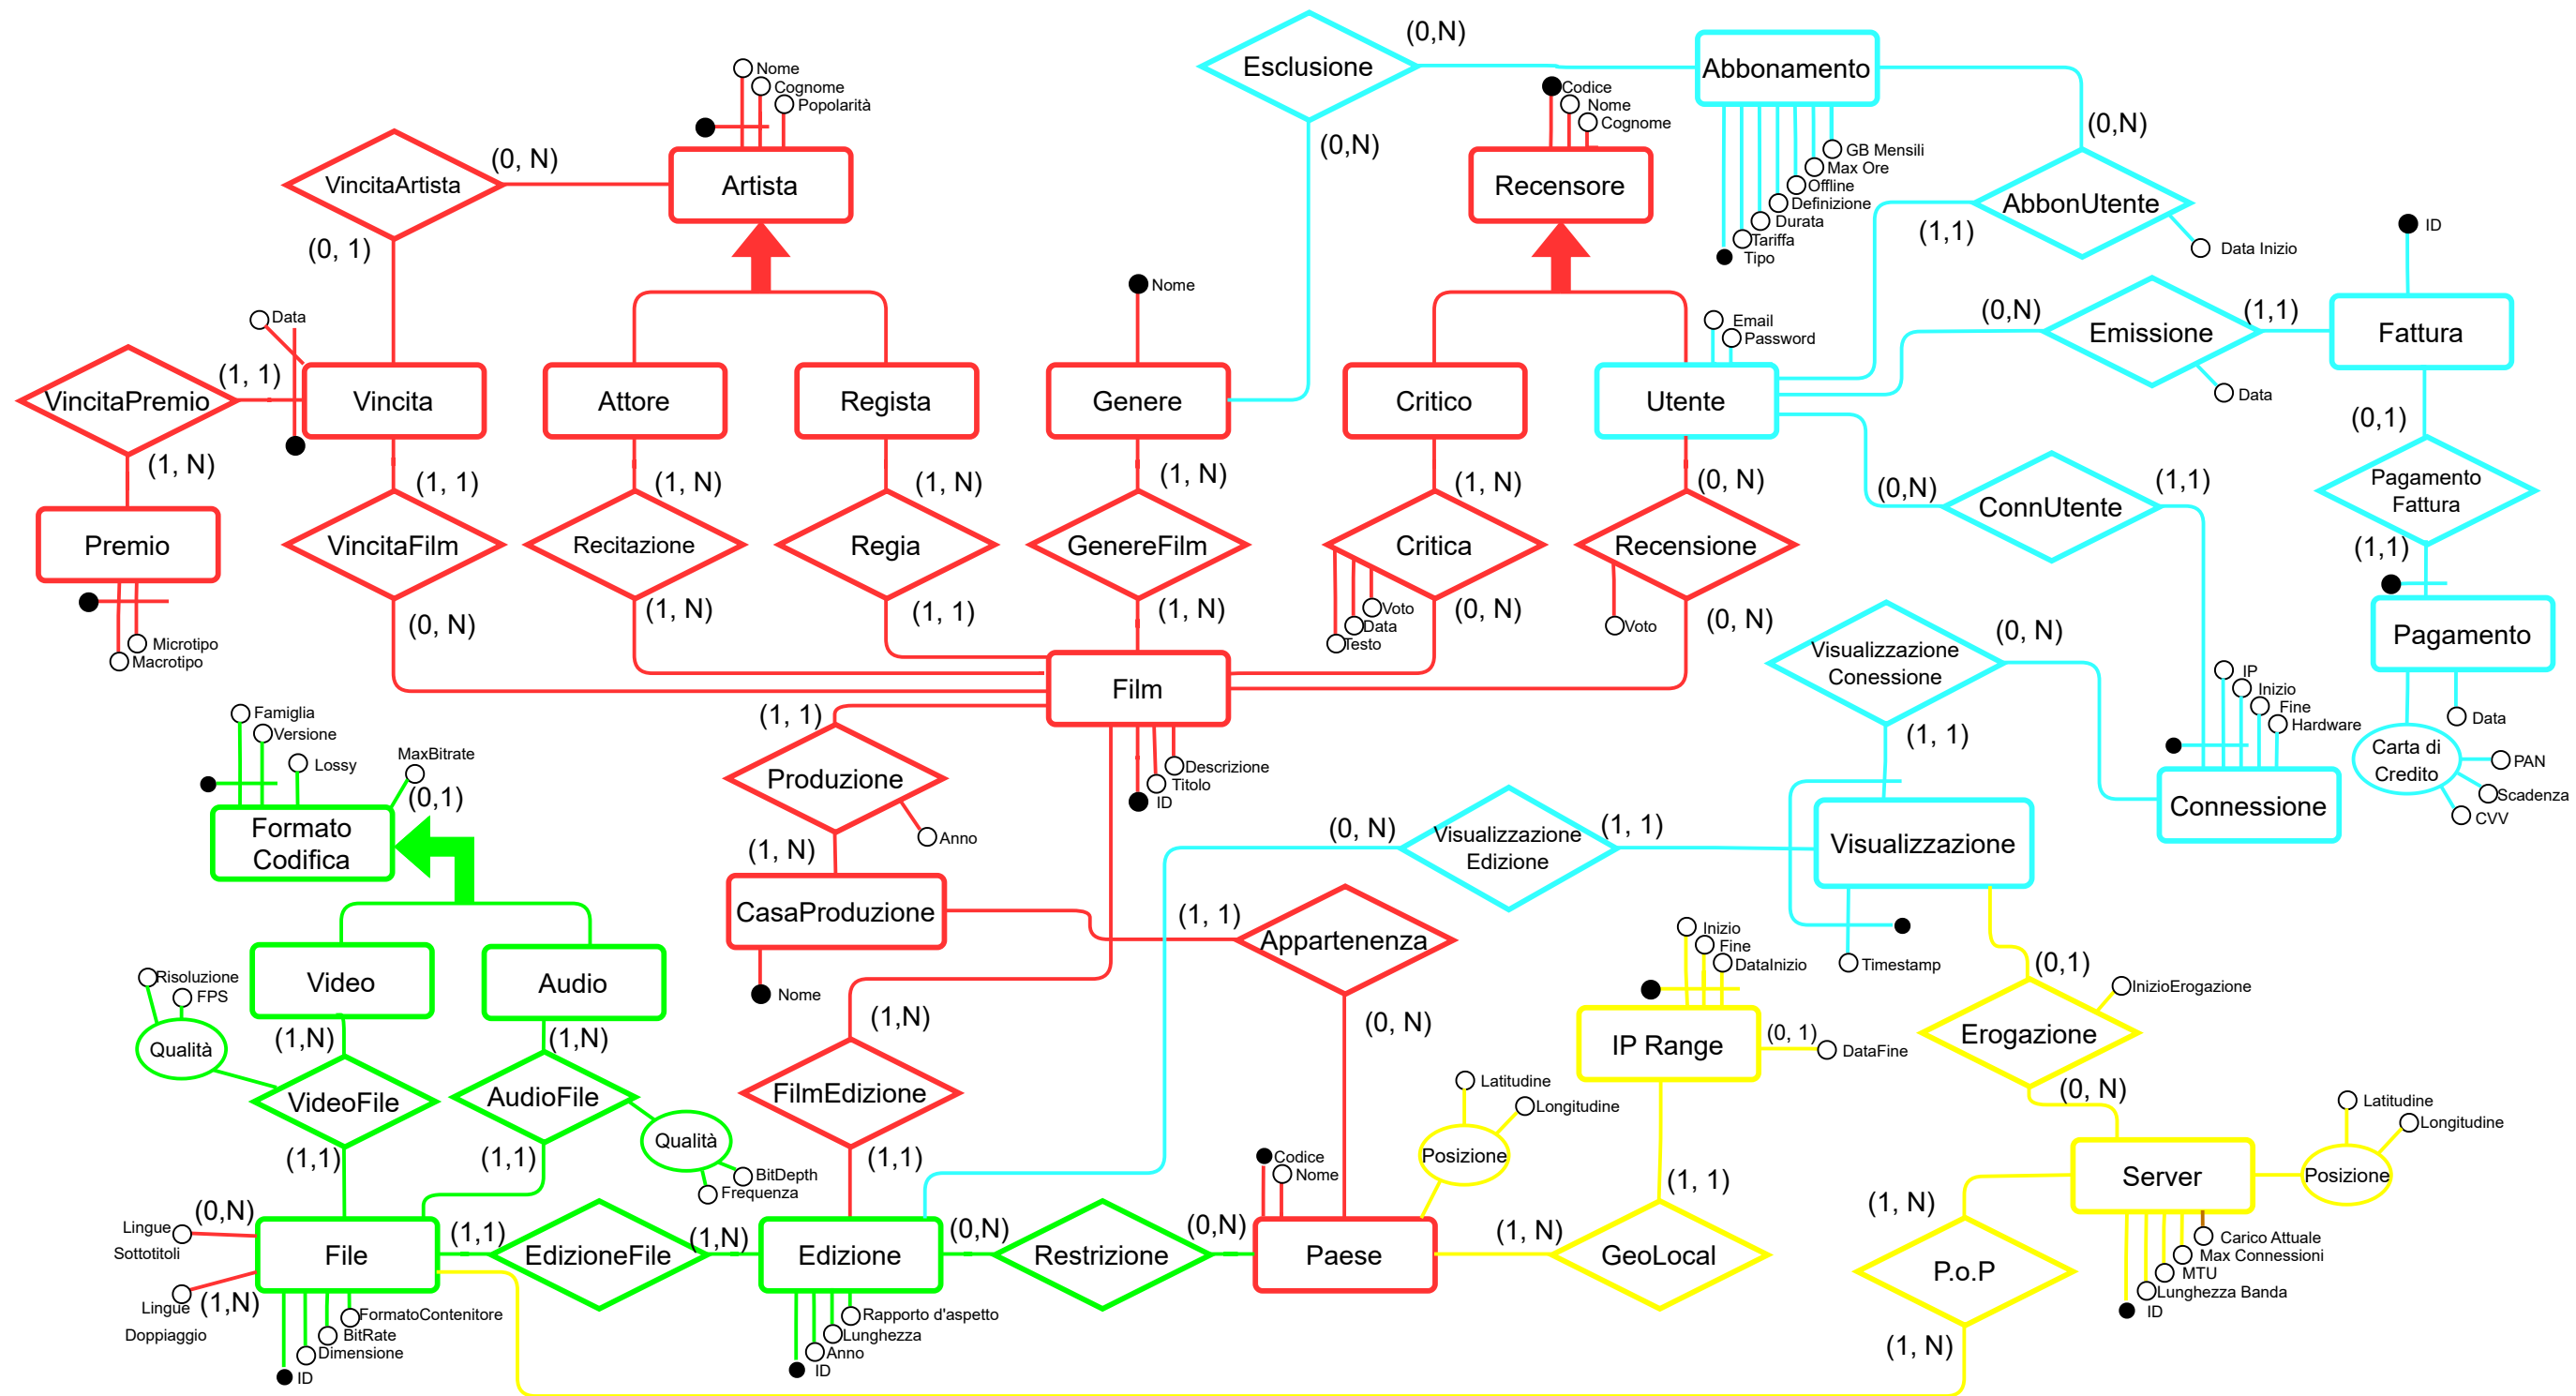 Esclusione
(0,N)
(0,N)
Abbonamento
GB Mensili
Max Ore
Offline
Definizione
Durata
Tariffa
Tipo
(0,N)
AbbonUtente
(1,1)
Data Inizio
Nome
Cognome
Popolarità
Artista
(0, N)
VincitaArtista
(0, 1)
Codice
Nome
Cognome
Recensore
ID
Fattura
(1,1)
Emissione
(0,N)
Data
(0,1)
Pagamento
Fattura
(1,1)
Pagamento
Data
Carta di
Credito
PAN
Scadenza
CVV
Data
VincitaPremio
(1, 1)
(1, N)
Vincita
Attore
Regista
Nome
Genere
Critico
Email
Password
Utente
(0,N)
ConnUtente
(1,1)
Premio
Microtipo
Macrotipo
(1, 1)
VincitaFilm
(0, N)
(1, N)
Recitazione
(1, N)
(1, N)
Regia
(1, 1)
(1, N)
GenereFilm
(1, N)
(1, N)
Critica
(0, N)
Voto
Data
Testo
(0, N)
Recensione
(0, N)
Voto
Film
Descrizione
Titolo
ID
Visualizzazione
Conessione
(0, N)
(1, 1)
IP
Inizio
Fine
Hardware
Connessione
Famiglia
Versione
Lossy
MaxBitrate
(0,1)
Formato
Codifica
(1, 1)
Produzione
Anno
(1, N)
CasaProduzione
Nome
(0, N)
Visualizzazione
Edizione
(1, 1)
Visualizzazione
Timestamp
(1, 1)
Appartenenza
(0, N)
Video
Audio
Risoluzione
FPS
Qualità
(1,N)
VideoFile
(1,1)
(1,N)
AudioFile
(1,1)
Qualità
BitDepth
Frequenza
(1,N)
FilmEdizione
(1,1)
Inizio
Fine
DataInizio
IP Range
(0, 1)
DataFine
(0,1)
InizioErogazione
Erogazione
(0, N)
Latitudine
Longitudine
Posizione
Codice
Nome
Paese
(1, N)
GeoLocal
(1, 1)
Server
Latitudine
Longitudine
Posizione
Carico Attuale
Max Connessioni
MTU
Lunghezza Banda
ID
(1, N)
P.o.P
(1, N)
Lingue
Sottotitoli
(0,N)
Lingue
Doppiaggio
(1,N)
File
FormatoContenitore
BitRate
Dimensione
ID
(1,1)
EdizioneFile
(1,N)
Edizione
Rapporto d'aspetto
Lunghezza
Anno
ID
(0,N)
Restrizione
(0,N)